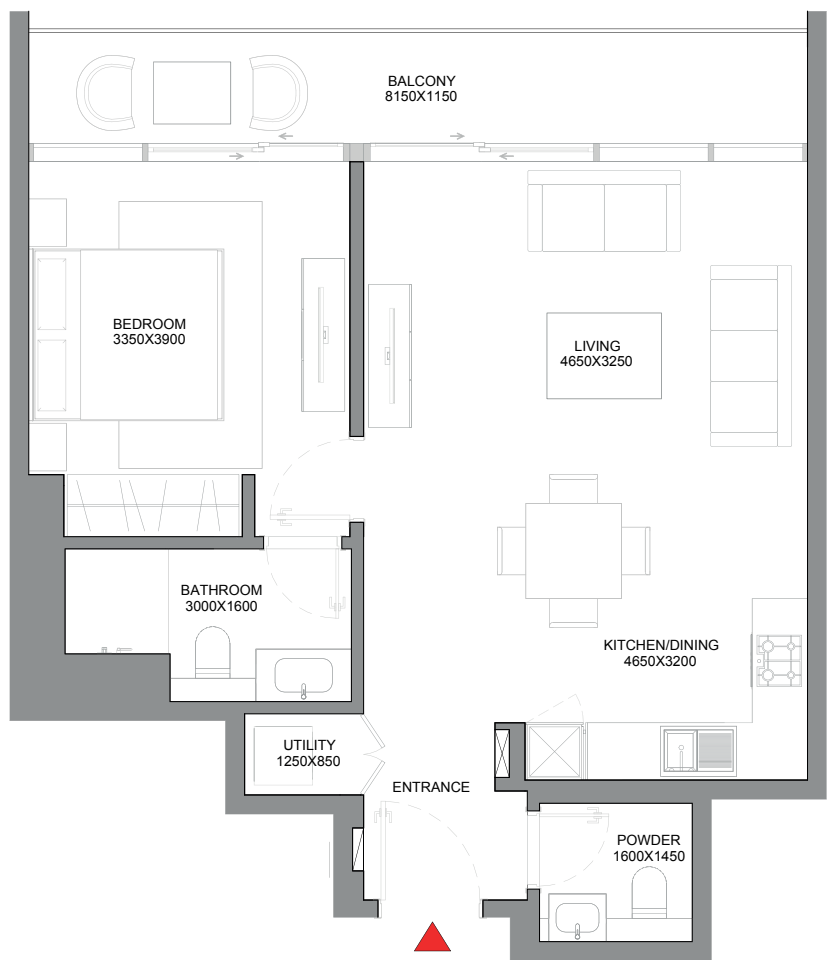 BALCONY
8150X1150
BEDROOM
3350X3900
LIVING
4650X3250
BATHROOM
3000X1600
KITCHEN/DINING
4650X3200
UTILITY
1250X850
ENTRANCE
POWDER
1600X1450